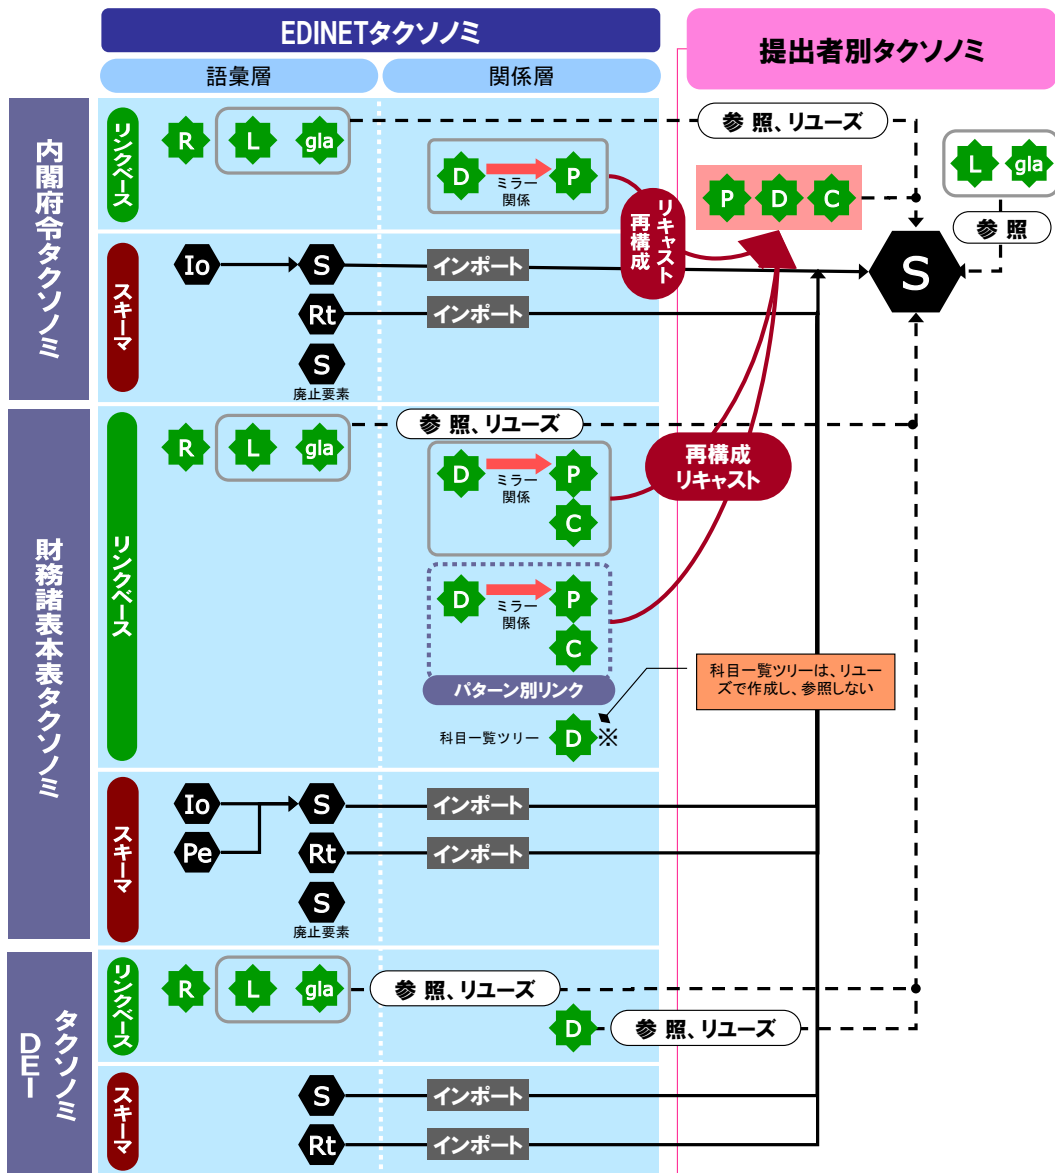 EDINETタクソノミ
提出者別タクソノミ
語彙層
関係層
内閣府令タクソノミ
リンクベース
R
L
gla
D
ミラー
関係
P
参照、リユーズ
リキャスト
再構成
P
D
C
L
gla
参照
S
スキーマ
Io
S
インポート
Rt
インポート
S
廃止要素
財務諸表本表タクソノミ
リンクベース
R
L
gla
参照、リユーズ
D
ミラー
関係
P
C
再構成
リキャスト
D
ミラー
関係
P
C
パターン別リンク
科目一覧ツリー
D
※
科目一覧ツリーは、リユー
ズで作成し、参照しない
スキーマ
Io
Pe
S
インポート
Rt
インポート
S
廃止要素
DEI
タクソノミ
リンクベース
R
L
gla
参照、リユーズ
D
参照、リユーズ
スキーマ
S
インポート
Rt
インポート